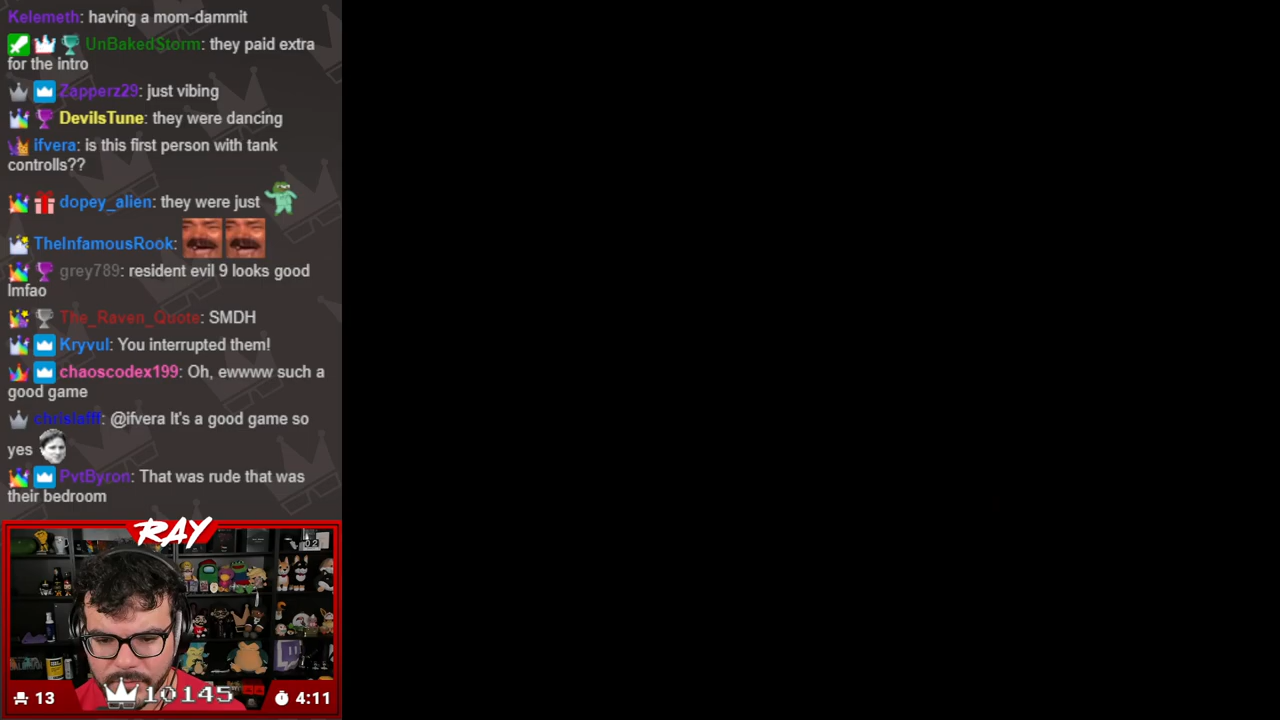 Kelemeth: having a mom-dammit
UnBakedStorm: they paid extra
for the intro
Zapperz29: just vibing
DevilsTune: they were dancing
ifvera: is this first person with tank
controlls??
dopey_alien: they were just
TheInfamousRook:
grey789: resident evil 9 looks good
lmfao
The_Raven_Quote: SMDH
Kryvul: You interrupted them!
chaoscodex199: Oh, ewwww such a
good game
chrislafff: @ifvera It's a good game so
yes
PvtByron: That was rude that was
their bedroom
RAY
13
10145
4:11